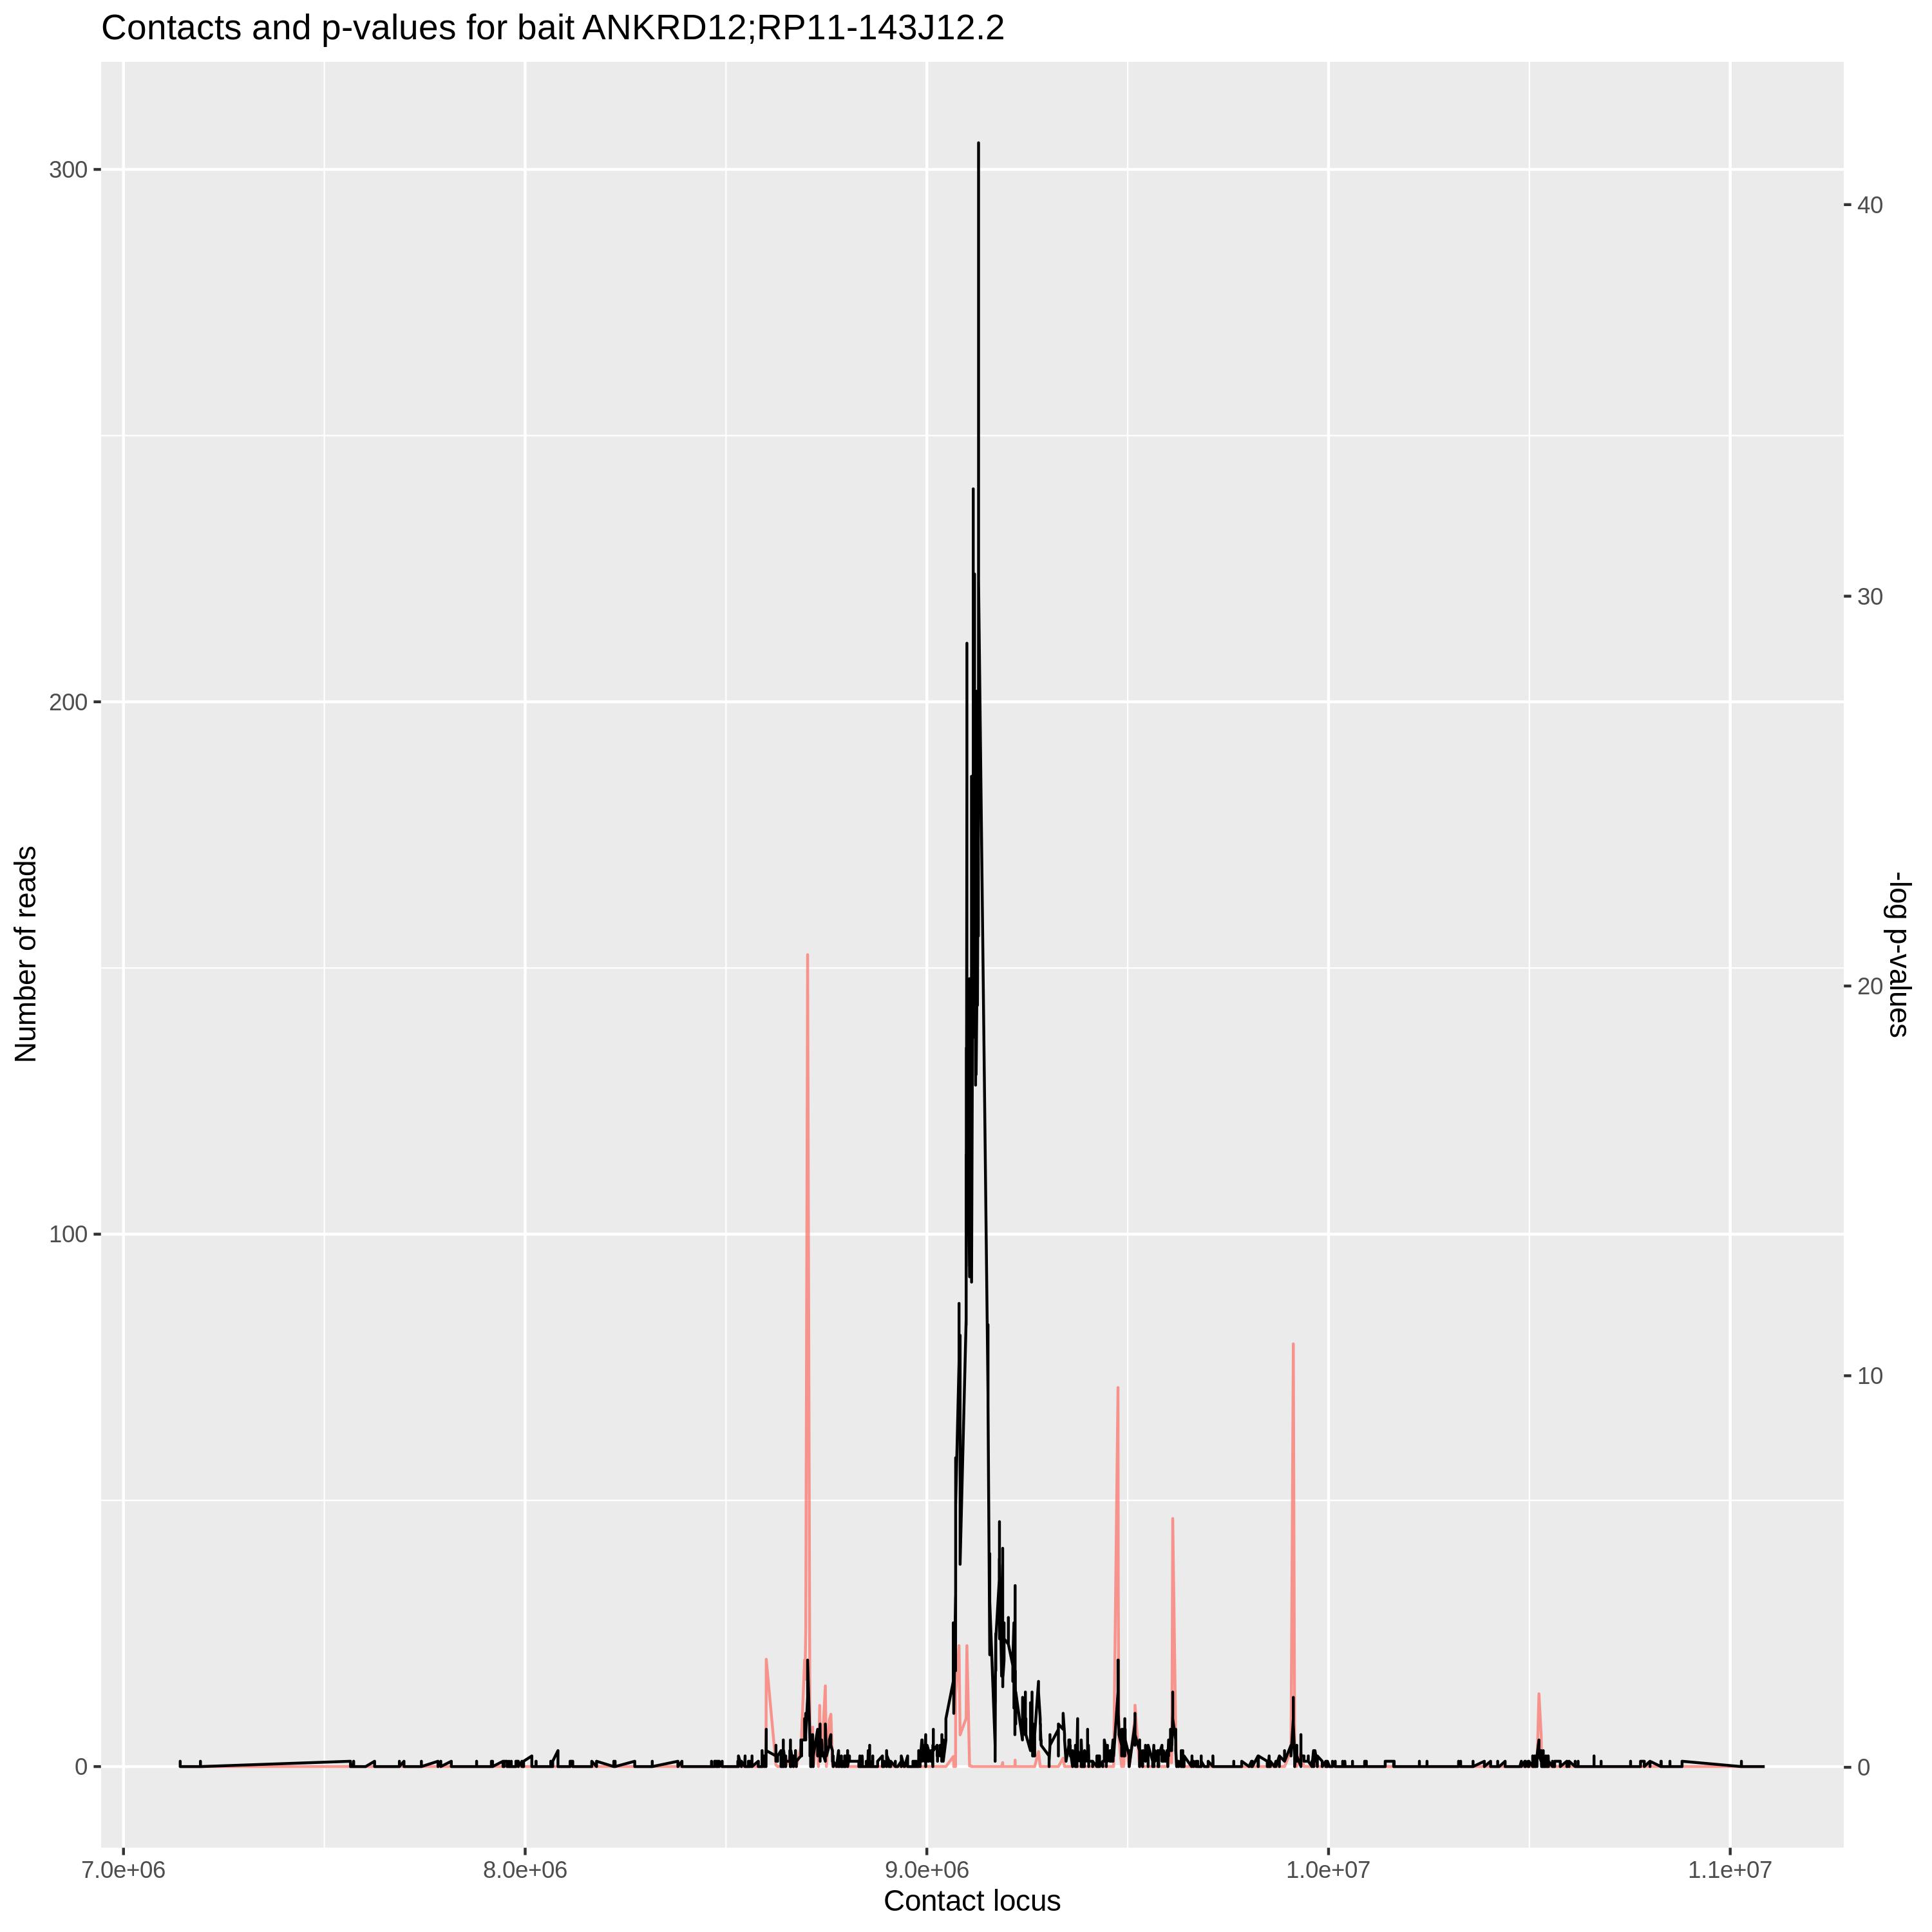 Contacts and p-values for bait ANKRD12;RP11-143J12.2
300
200
100
0
Number of reads
40
30
20
10
0
-log p-values
7.0e+06 8.0e+06 9.0e+06 1.0e+07 1.1e+07
Contact locus